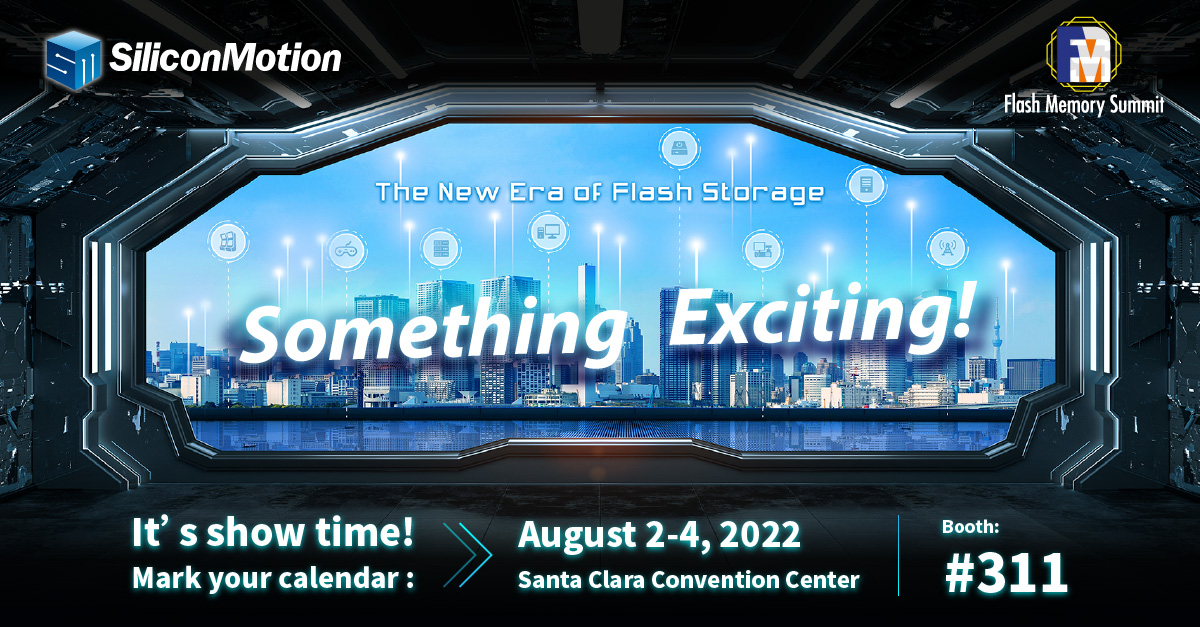 SiliconMotion
Flash Memory Summit
The New Era of Flash Storage
Something Exciting!
It's show time!
Mark your calendar :
August 2-4, 2022
Santa Clara Convention Center
Booth:
#311